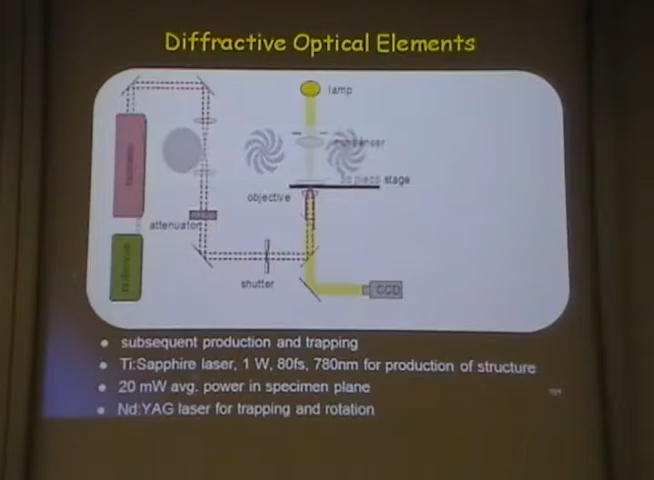 Diffractive Optical Elements
lamp
condenser
3d piezo stage
objective
attenuator
shutter
CCD
subsequent production and trapping
Ti:Sapphire laser, 1 W, 80fs, 780nm for production of structure
20 mW avg. power in specimen plane
Nd:YAG laser for trapping and rotation